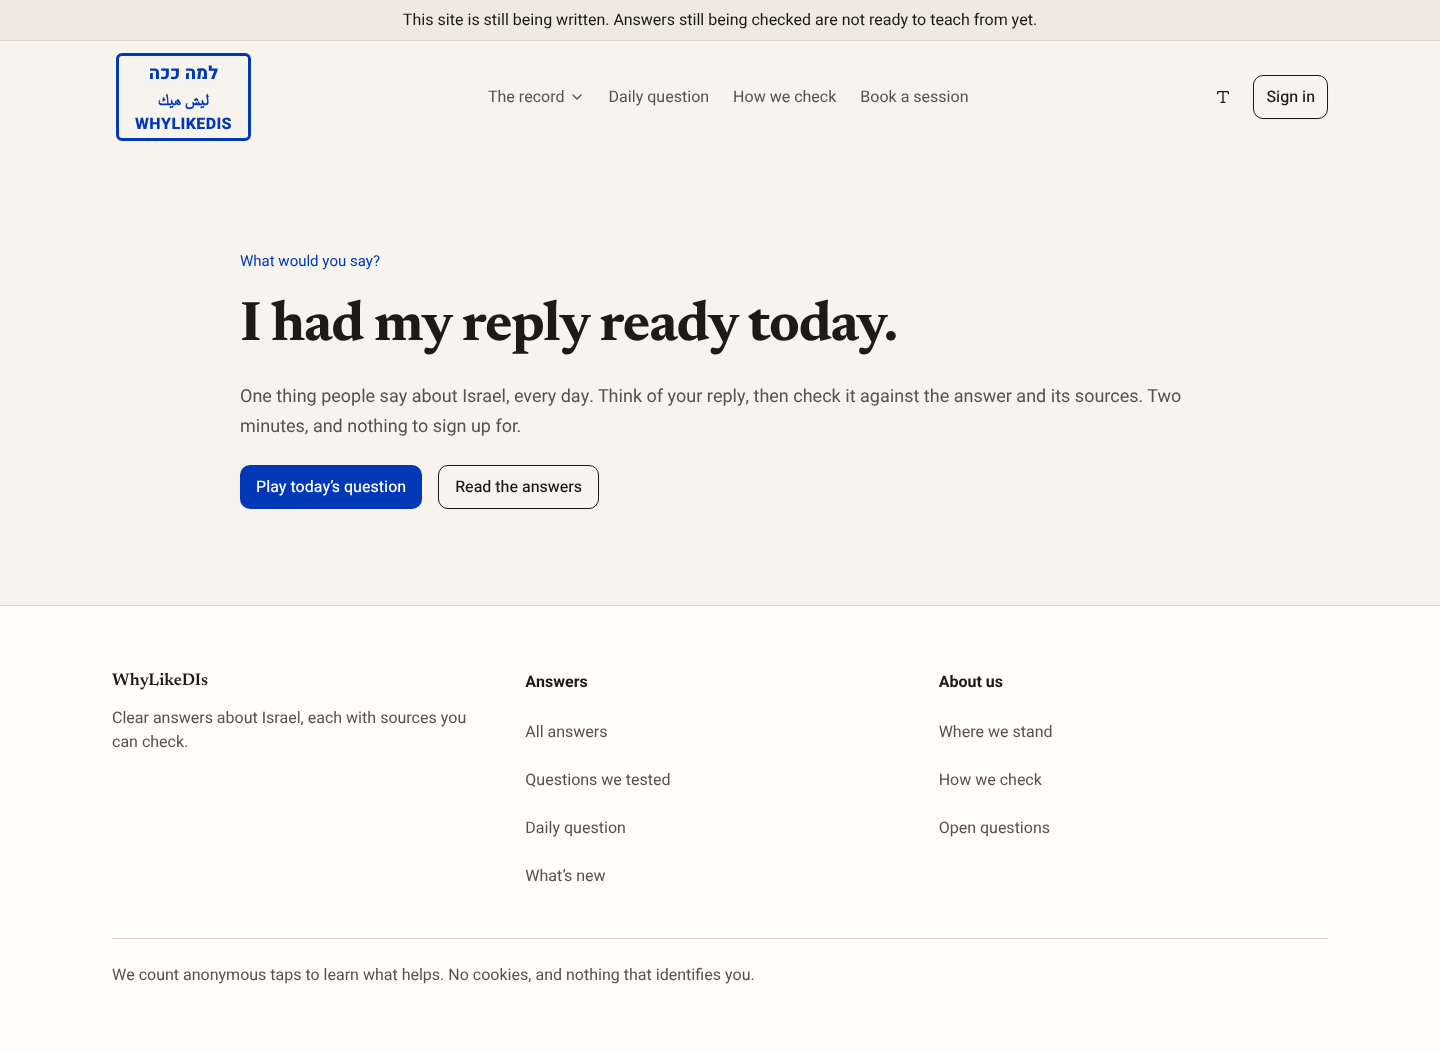 This site is still being written. Answers still being checked are not ready to teach from yet.
למה ככה
ليش هيك
WHYLIKEDIS
The record
Daily question
How we check
Book a session
T
Sign in
What would you say?
I had my reply ready today.
One thing people say about Israel, every day. Think of your reply, then check it against the answer and its sources. Two
minutes, and nothing to sign up for.
Play today’s question
Read the answers
WhyLikeDIs
Clear answers about Israel, each with sources you
can check.
Answers
All answers
Questions we tested
Daily question
What’s new
About us
Where we stand
How we check
Open questions
We count anonymous taps to learn what helps. No cookies, and nothing that identifies you.